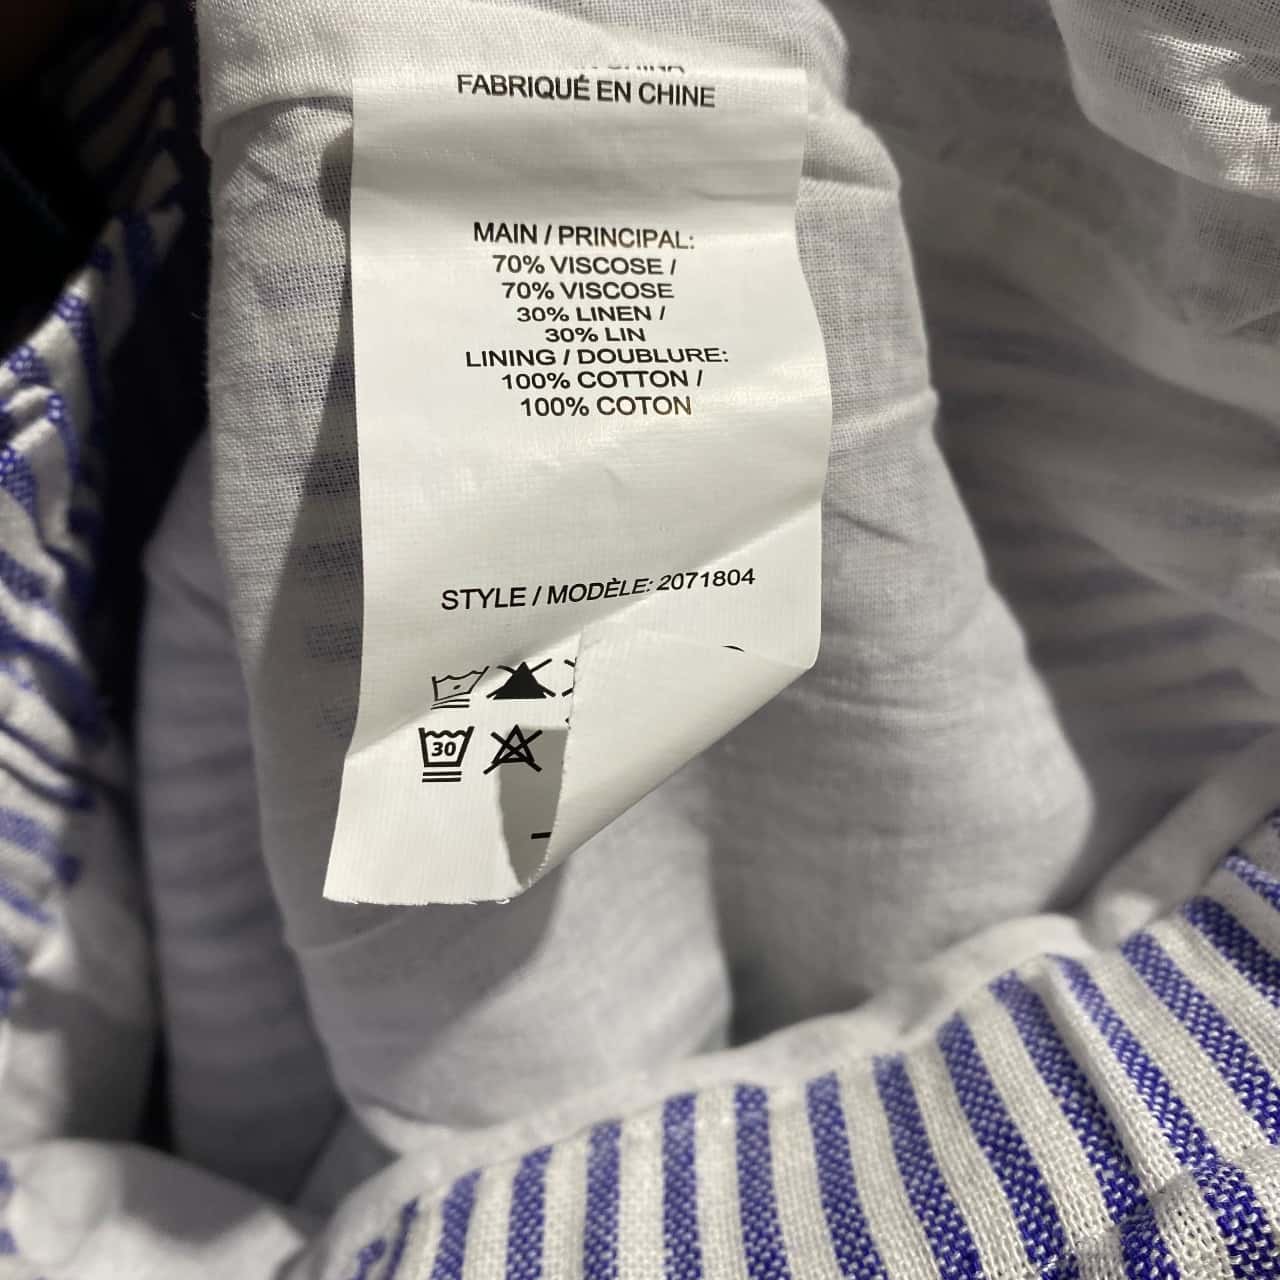 FABRIQUÉ EN CHINE
MAIN / PRINCIPAL:
70% VISCOSE /
70% VISCOSE
30% LINEN /
30% LIN
LINING / DOUBLURE:
100% COTTON /
100% COTON
STYLE / MODÈLE: 2071804
30